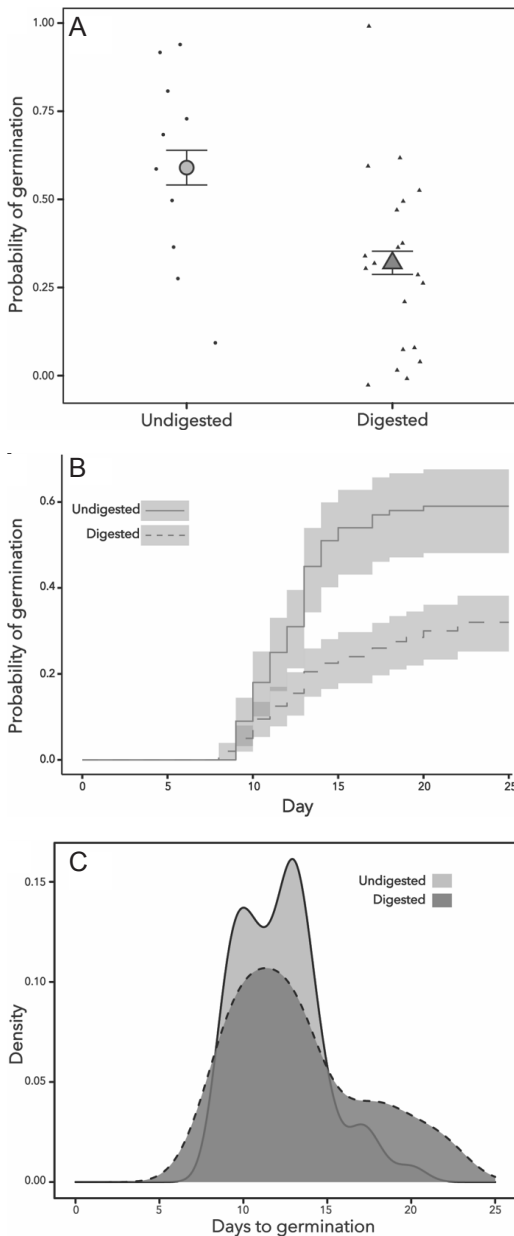 A
1.00
0.75
0.50
0.25
0.00
Probability of germination
Undigested Digested
B
Undigested
Digested
0.6
0.4
0.2
0.0
Probability of germination
0 5 10 15 20 25
Day
C
Undigested
Digested
0.15
0.10
0.05
0.00
Density
0 5 10 15 20 25
Days to germination